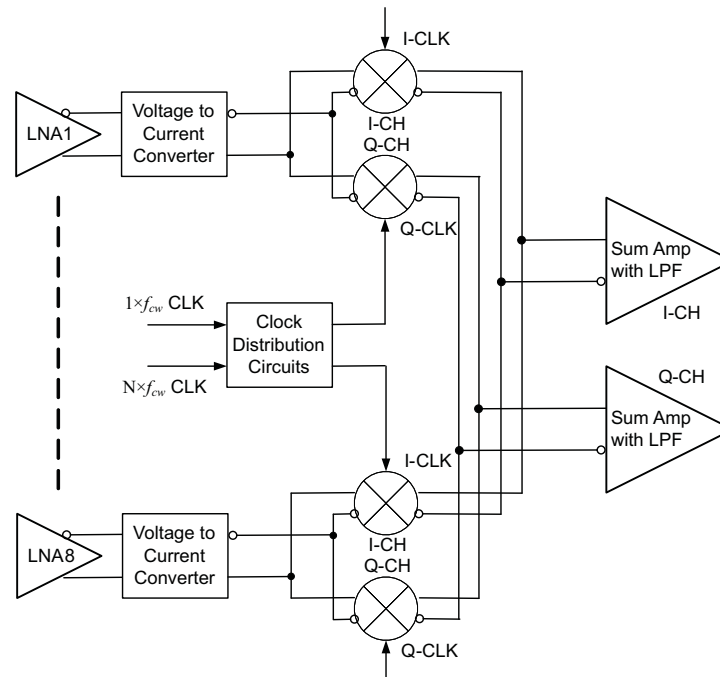 I-CLK
LNA1
Voltage to
Current
Converter
I-CH
Q-CH
Q-CLK
Sum Amp
with LPF
I-CH
1×fcw CLK
Clock
Distribution
Circuits
N×fcw CLK
Q-CH
Sum Amp
with LPF
I-CLK
LNA8
Voltage to
Current
Converter
I-CH
Q-CH
Q-CLK